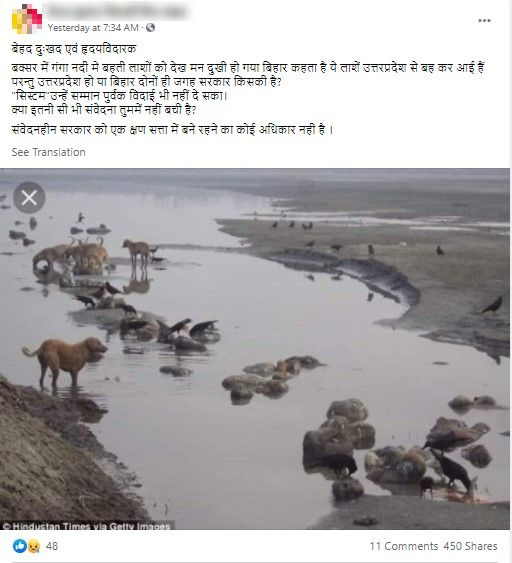 Yesterday at 7:34 AM
बेहद दुःखद एवं हृदयविदारक
बक्सर में गंगा नदी मे बहती लाशों को देख मन दुखी हो गया बिहार कहता है ये लाशें उत्तरप्रदेश से बह कर आई हैं
परन्तु उत्तरप्रदेश हो या बिहार दोनों ही जगह सरकार किसकी है?
"सिस्टम"उन्हें सम्मान पुर्वक विदाई भी नहीं दे सका।
क्या इतनी सी भी संवेदना तुममें नहीं बची है?
संवेदनहीन सरकार को एक क्षण सत्ता में बने रहने का कोई अधिकार नही है ।
See Translation
© Hindustan Times via Getty Images
48
11 Comments 450 Shares